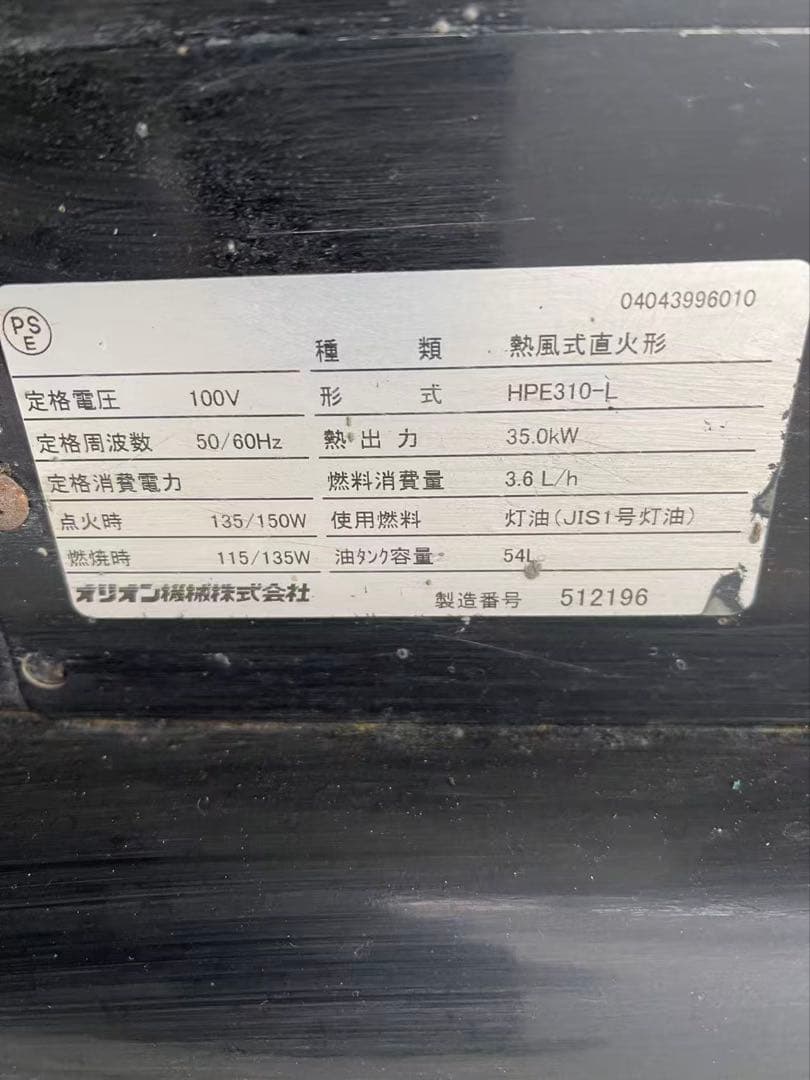 04043996010
PS
E
種 類 熱風式直火形
定格電圧 100V 形 式 HPE310-L
定格周波数 50/60Hz 熱出力 35.0kW
定格消費電力 燃料消費量 3.6 L/h
点火時 135/150W 使用燃料 灯油(JIS1号灯油)
燃焼時 115/135W 油タンク容量 54L
オリオン機械株式会社 製造番号 512196